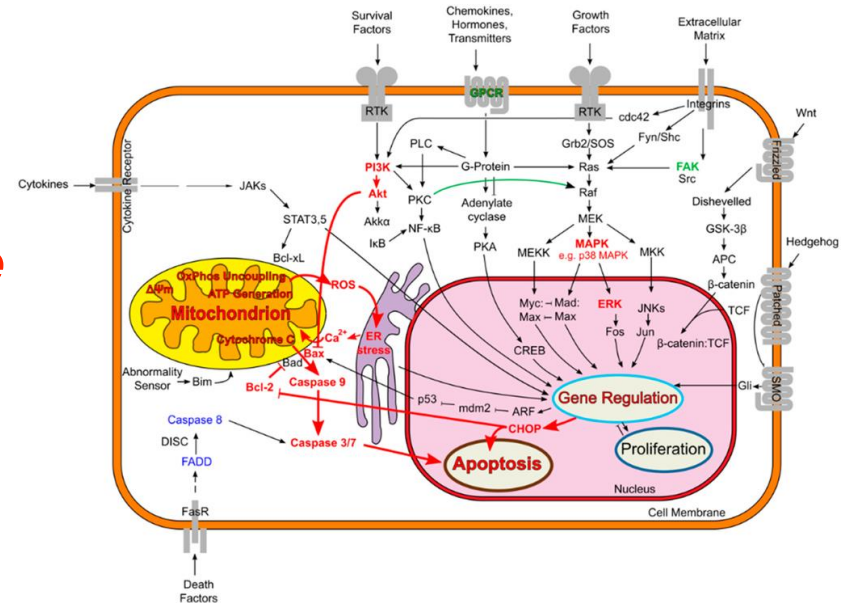 Survival
Factors
Chemokines,
Hormones,
Transmitters
Growth
Factors
Extracellular
Matrix
GPCR
RTK
RTK
cdc42
Integrins
Wnt
Grb2/SOS
Fyn/Shc
Frizzled
PLC
Cytokine Receptor
PI3K
G-Protein
Ras
FAK
Src
Cytokines
JAKs
Akt
PKC
Raf
Dishevelled
Adenylate
cyclase
STAT3,5
Akkα
MEK
GSK-3β
NF-κB
IκB
PKA
MEKK
MAPK
e.g. p38 MAPK
MKK
APC
Hedgehog
Bcl-xL
OxPhos Uncoupling
ΔΨm
ATP Generation
ROS
β-catenin
Patched
Mitochondrion
Myc:
Mad:
Max
Max
ERK
JNKs
TCF
Fos
Jun
Cytochrome C
Ca2+
ER
stress
β-catenin:TCF
Bax
CREB
Bad
Abnormality
Sensor
Bim
Bcl-2
Caspase 9
Gli
SMO
p53
mdm2
ARF
Gene Regulation
Caspase 8
CHOP
DISC
Caspase 3/7
Proliferation
FADD
Apoptosis
Nucleus
FasR
Cell Membrane
Death
Factors
e